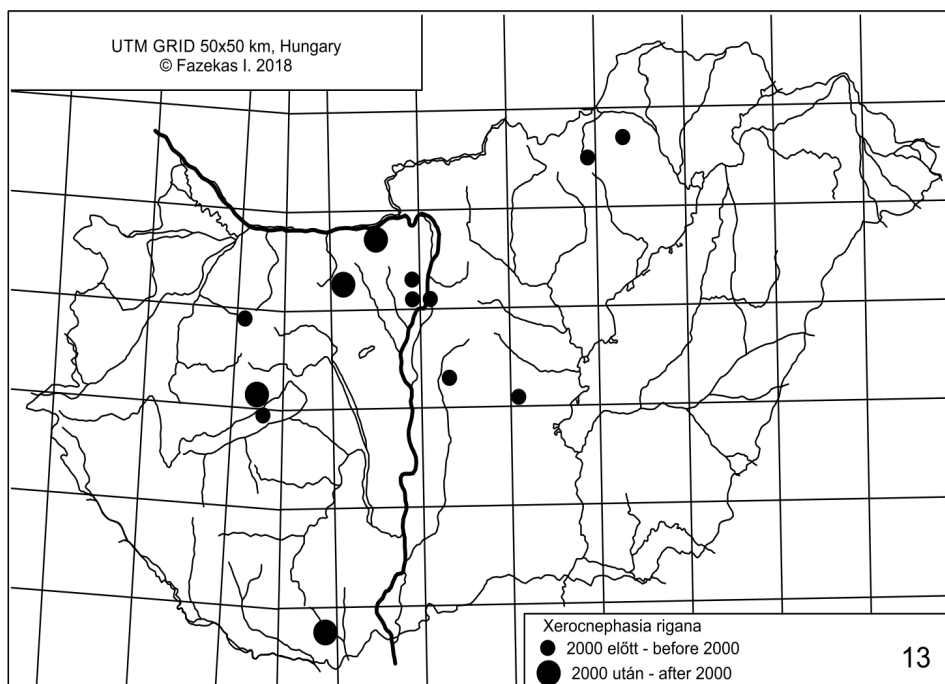 UTM GRID 50x50 km, Hungary
© Fazekas I. 2018
Xerocnephasia rigana
2000 előtt - before 2000
2000 után - after 2000
13